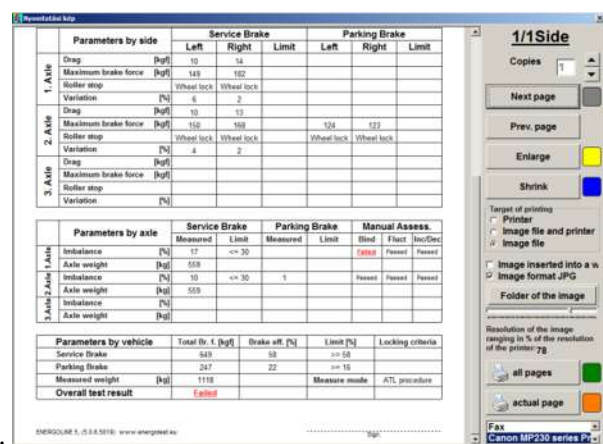 Nyomtatási kép
Parameters by side Service Brake Parking Brake
Left Right Limit Left Right Limit
1. Axle
Drag [kgf] 10 14
Maximum brake force [kgf] 149 182
Roller stop Wheel lock Wheel lock
Variation [%] 6 2
2. Axle
Drag [kgf] 10 13
Maximum brake force [kgf] 150 168 124 123
Roller stop Wheel lock Wheel lock Wheel lock Wheel lock
Variation [%] 4 2
3. Axle
Drag [kgf]
Maximum brake force [kgf]
Roller stop
Variation [%]
Parameters by axle Service Brake Parking Brake Manual Assess.
Measured Limit Measured Limit Bind Fluct Inc/Dec
1.Axle
Imbalance [%] 17 <= 30 Failed Passed Passed
Axle weight [kg] 559
2.Axle
Imbalance [%] 10 <= 30 1 Passed Passed Passed
Axle weight [kg] 559
3.Axle
Imbalance [%]
Axle weight [kg]
Parameters by vehicle Total Br. f. [kgf] Brake eff. [%] Limit [%] Locking criteria
Service Brake 649 58 >= 58
Parking Brake 247 22 >= 16
Measured weight [kg] 1118 Measure mode ATL procedure
Overall test result Failed
ENERGOLINE 5, www.energotest.eu
Sign.
1/1Side
Copies 1
Next page
Prev. page
Enlarge
Shrink
Target of printing
Printer
Image file and printer
Image file
Image inserted into a w
Image format JPG
Folder of the image
Resolution of the image
ranging in % of the resolution
of the printer: 78
all pages
actual page
Fax
Canon MP230 series Pr